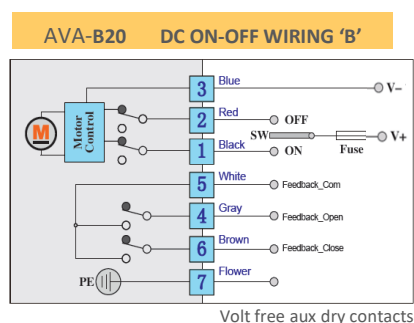 AVA-B20 DC ON-OFF WIRING ‘B’
3 Blue V–
2 Red OFF
Motor Control
M
SW Fuse V+
1 Black ON
5 White Feedback_Com
4 Gray Feedback_Open
6 Brown Feedback_Close
7 Flower
PE
Volt free aux dry contacts